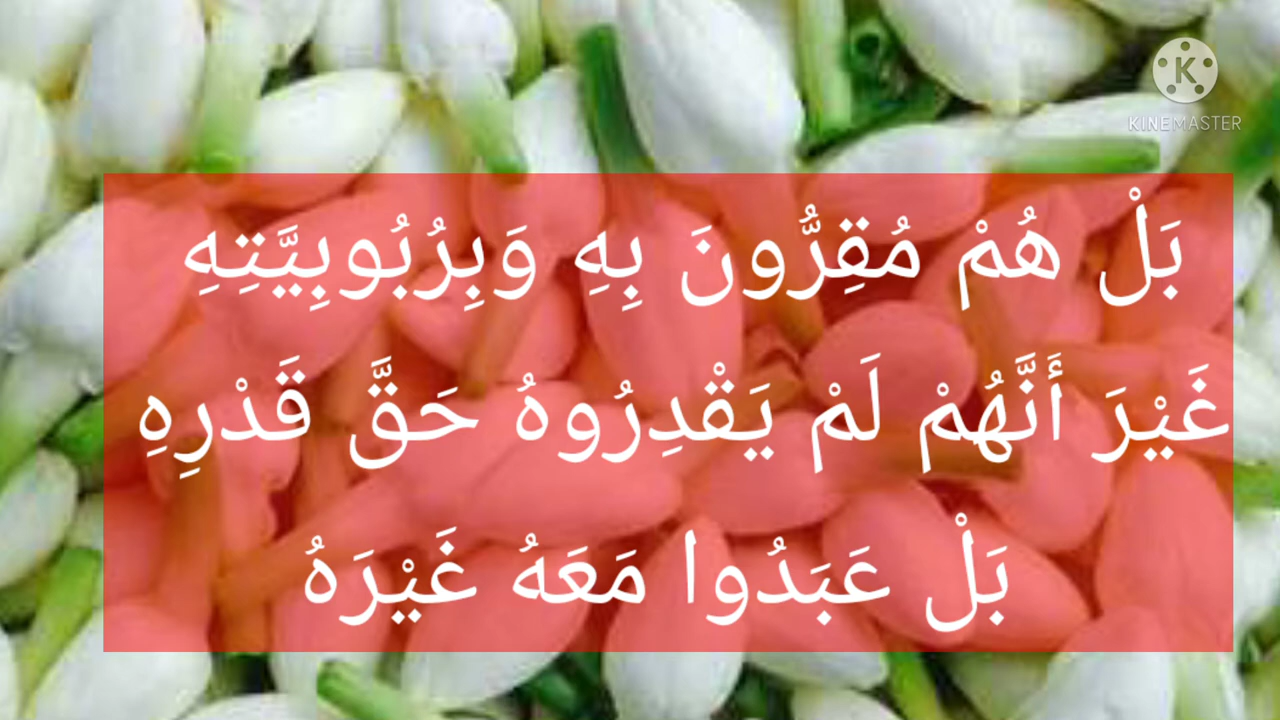 KINEMASTER
بَلْ هُمْ مُقِرُّونَ بِهِ وَبِرُبُوبِيَّتِهِ
غَيْرَ أَنَّهُمْ لَمْ يَقْدِرُوهُ حَقَّ قَدْرِهِ
بَلْ عَبَدُوا مَعَهُ غَيْرَهُ